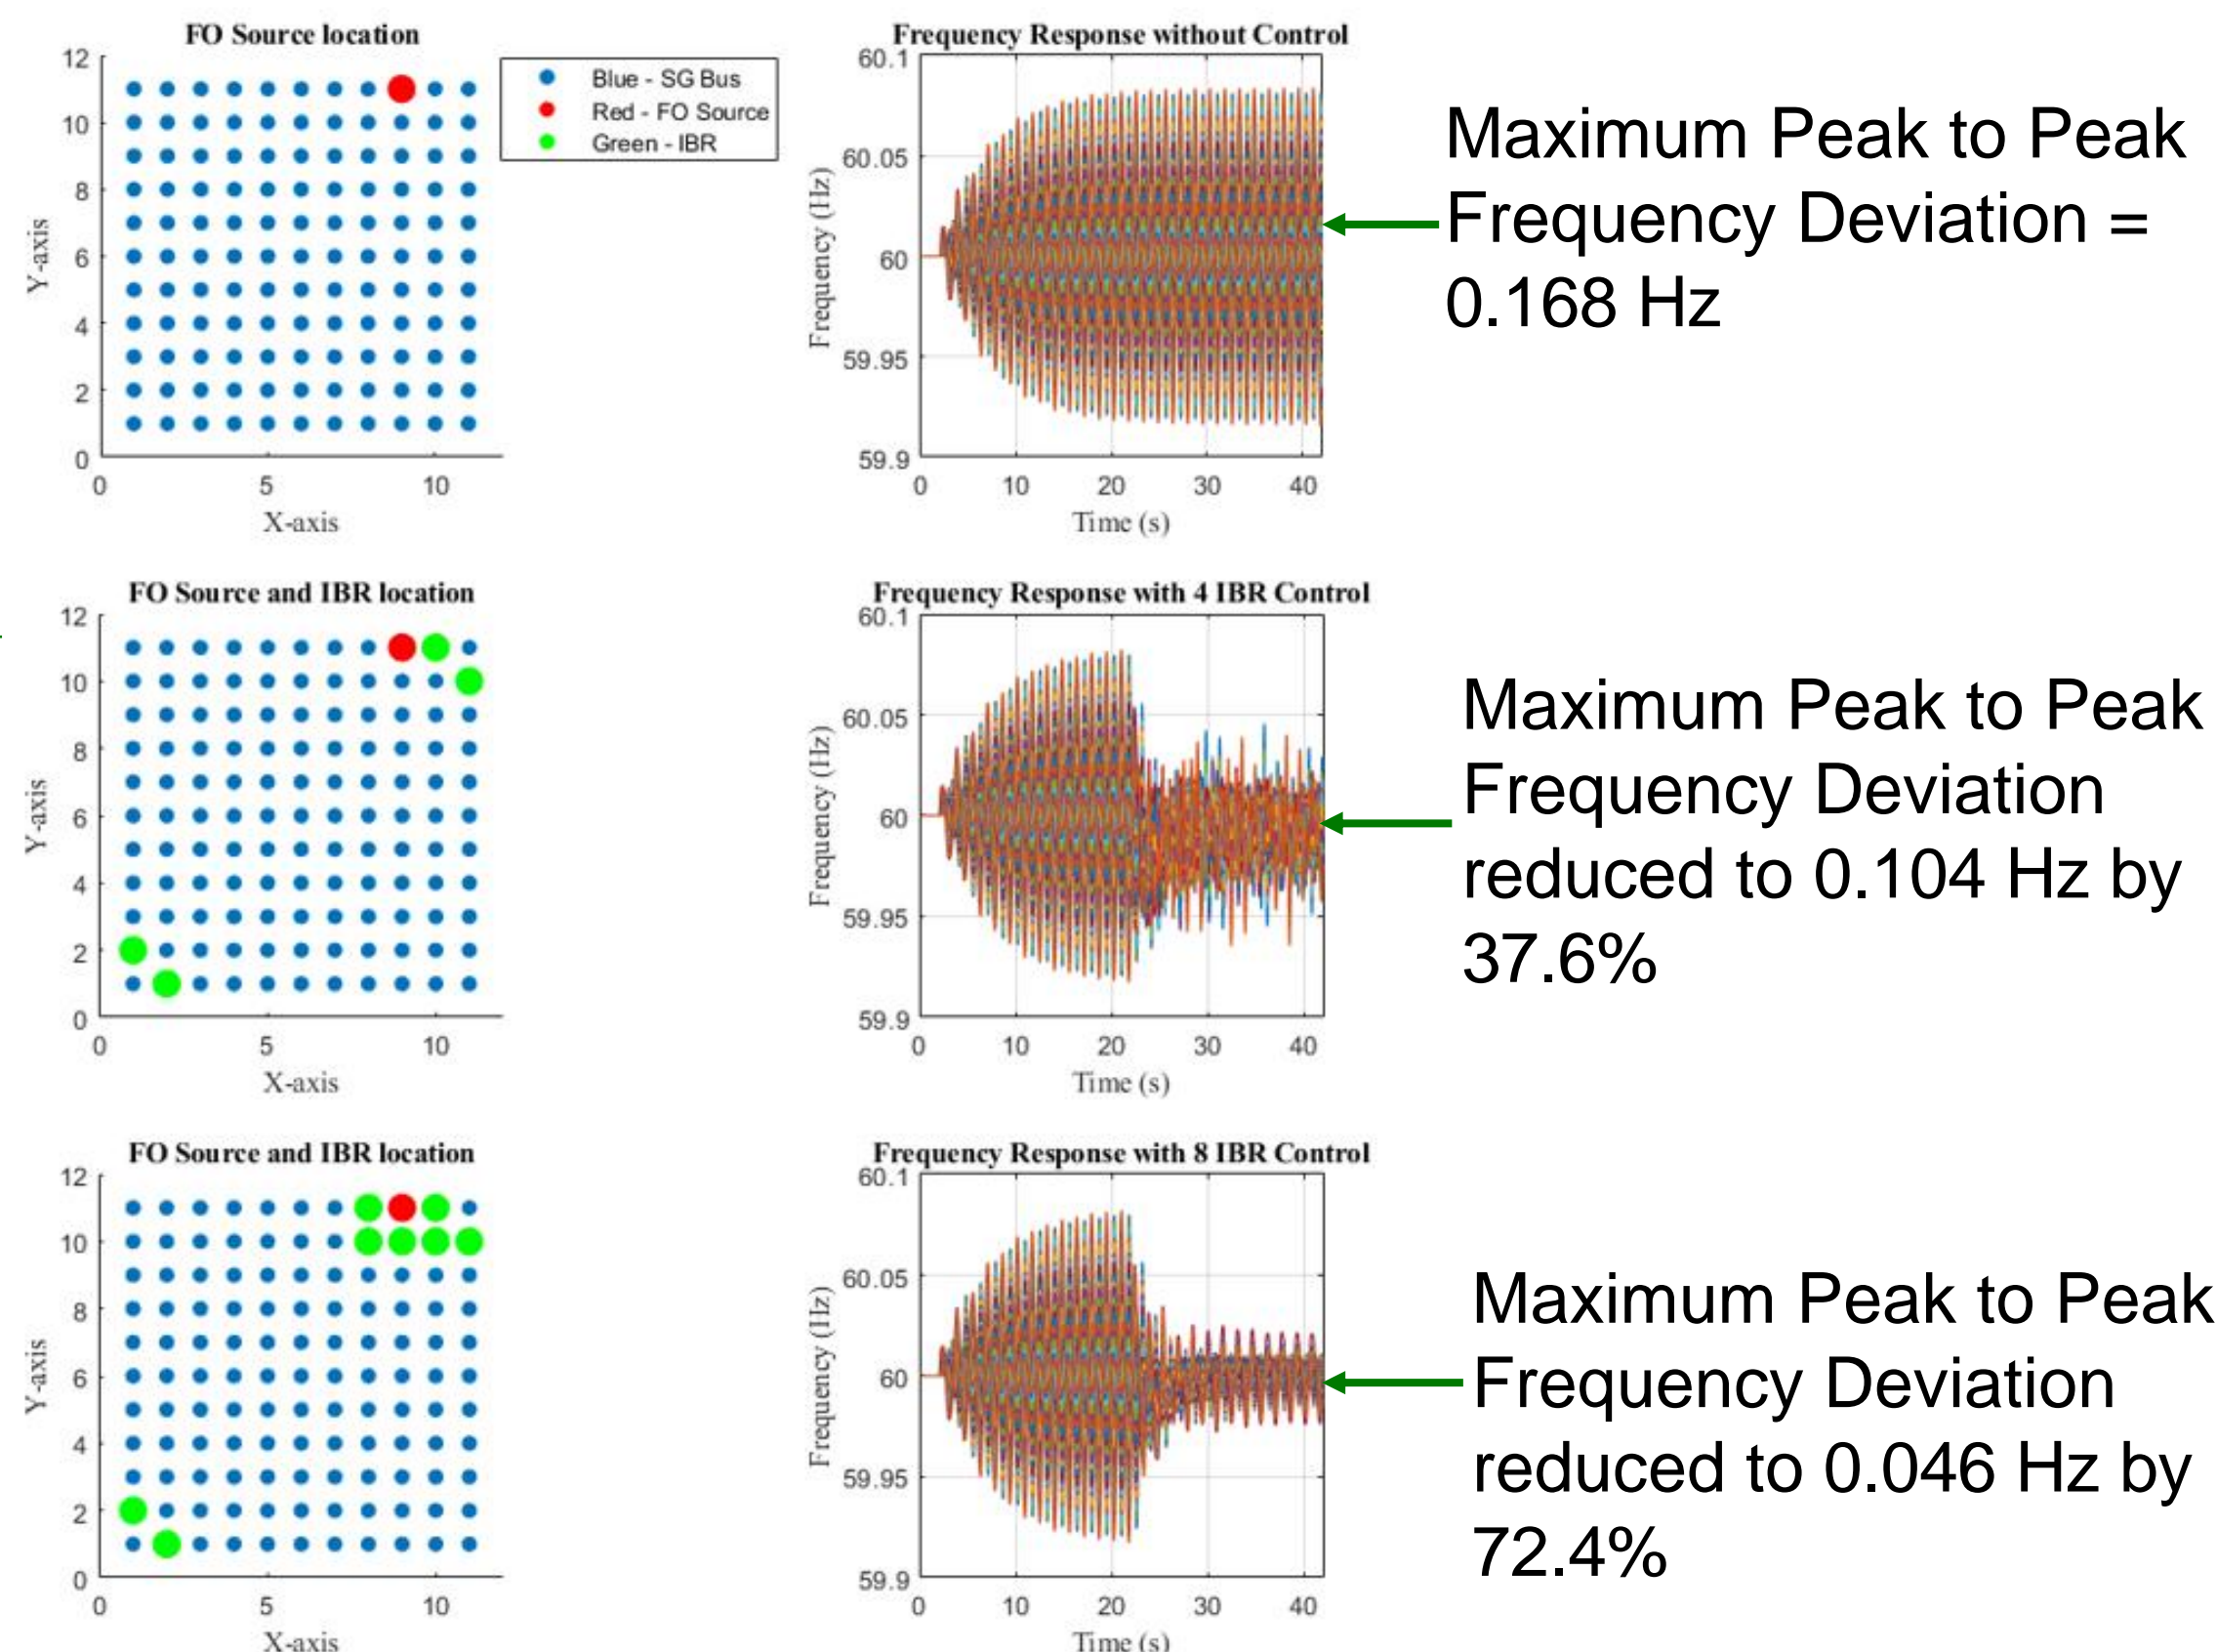 FO Source location
12
10
8
6
4
2
0
0
5
10
Y-axis
X-axis
Blue - SG Bus
Red - FO Source
Green - IBR
Frequency Response without Control
60.1
60.05
60
59.95
59.9
0
10
20
30
40
Frequency (Hz)
Time (s)
Maximum Peak to Peak
Frequency Deviation =
0.168 Hz
FO Source and IBR location
12
10
8
6
4
2
0
0
5
10
Y-axis
X-axis
Frequency Response with 4 IBR Control
60.1
60.05
60
59.95
59.9
0
10
20
30
40
Frequency (Hz)
Time (s)
Maximum Peak to Peak
Frequency Deviation
reduced to 0.104 Hz by
37.6%
FO Source and IBR location
12
10
8
6
4
2
0
0
5
10
Y-axis
X-axis
Frequency Response with 8 IBR Control
60.1
60.05
60
59.95
59.9
0
10
20
30
40
Frequency (Hz)
Time (s)
Maximum Peak to Peak
Frequency Deviation
reduced to 0.046 Hz by
72.4%